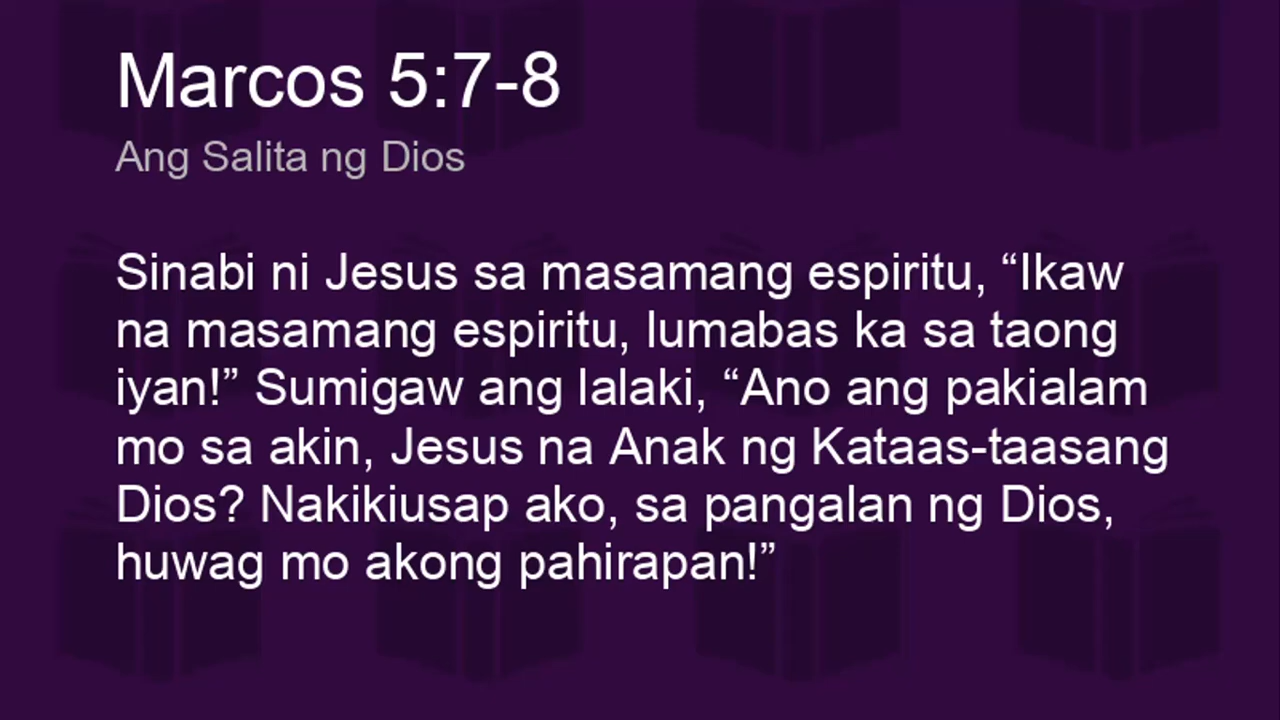 Marcos 5:7-8
Ang Salita ng Dios
Sinabi ni Jesus sa masamang espiritu, “Ikaw
na masamang espiritu, lumabas ka sa taong
iyan!” Sumigaw ang lalaki, “Ano ang pakialam
mo sa akin, Jesus na Anak ng Kataas-taasang
Dios? Nakikiusap ako, sa pangalan ng Dios,
huwag mo akong pahirapan!”